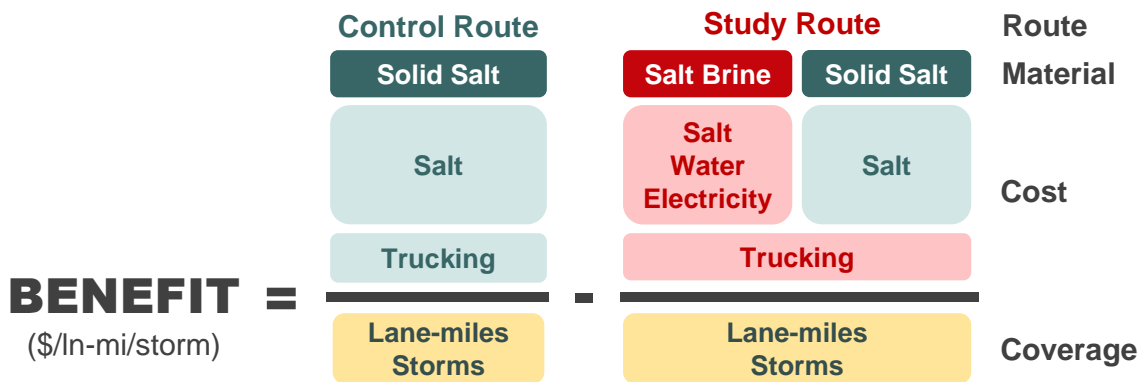 Control Route Study Route Route
Solid Salt Salt Brine Solid Salt Material
Salt
Salt
Water
Electricity
Salt
Cost
Trucking Trucking
BENEFIT = -
($/ln-mi/storm)
Lane-miles
Storms
Lane-miles
Storms
Coverage